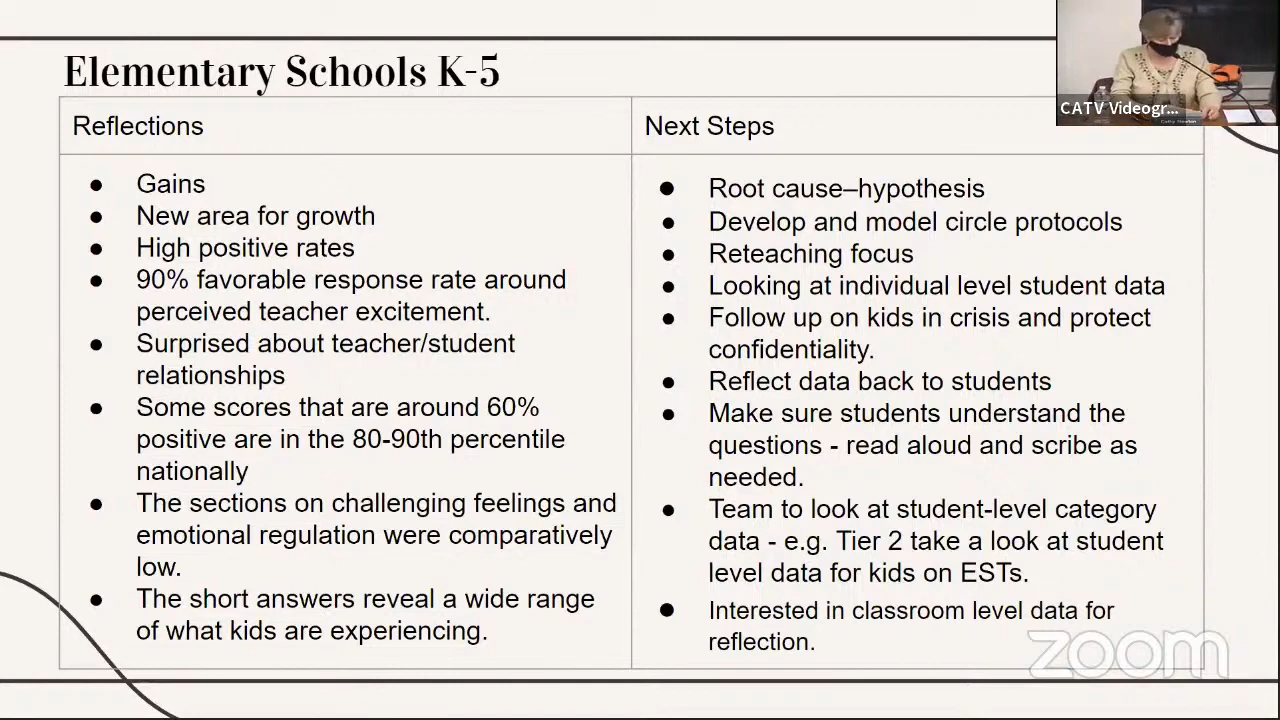 Elementary Schools K-5
CATV Videogr...
Cathy Newton
Reflections
Next Steps
● Gains
● New area for growth
● High positive rates
● 90% favorable response rate around
perceived teacher excitement.
● Surprised about teacher/student
relationships
● Some scores that are around 60%
positive are in the 80-90th percentile
nationally
● The sections on challenging feelings and
emotional regulation were comparatively
low.
● The short answers reveal a wide range
of what kids are experiencing.
● Root cause–hypothesis
● Develop and model circle protocols
● Reteaching focus
● Looking at individual level student data
● Follow up on kids in crisis and protect
confidentiality.
● Reflect data back to students
● Make sure students understand the
questions - read aloud and scribe as
needed.
● Team to look at student-level category
data - e.g. Tier 2 take a look at student
level data for kids on ESTs.
● Interested in classroom level data for
reflection.
zoom